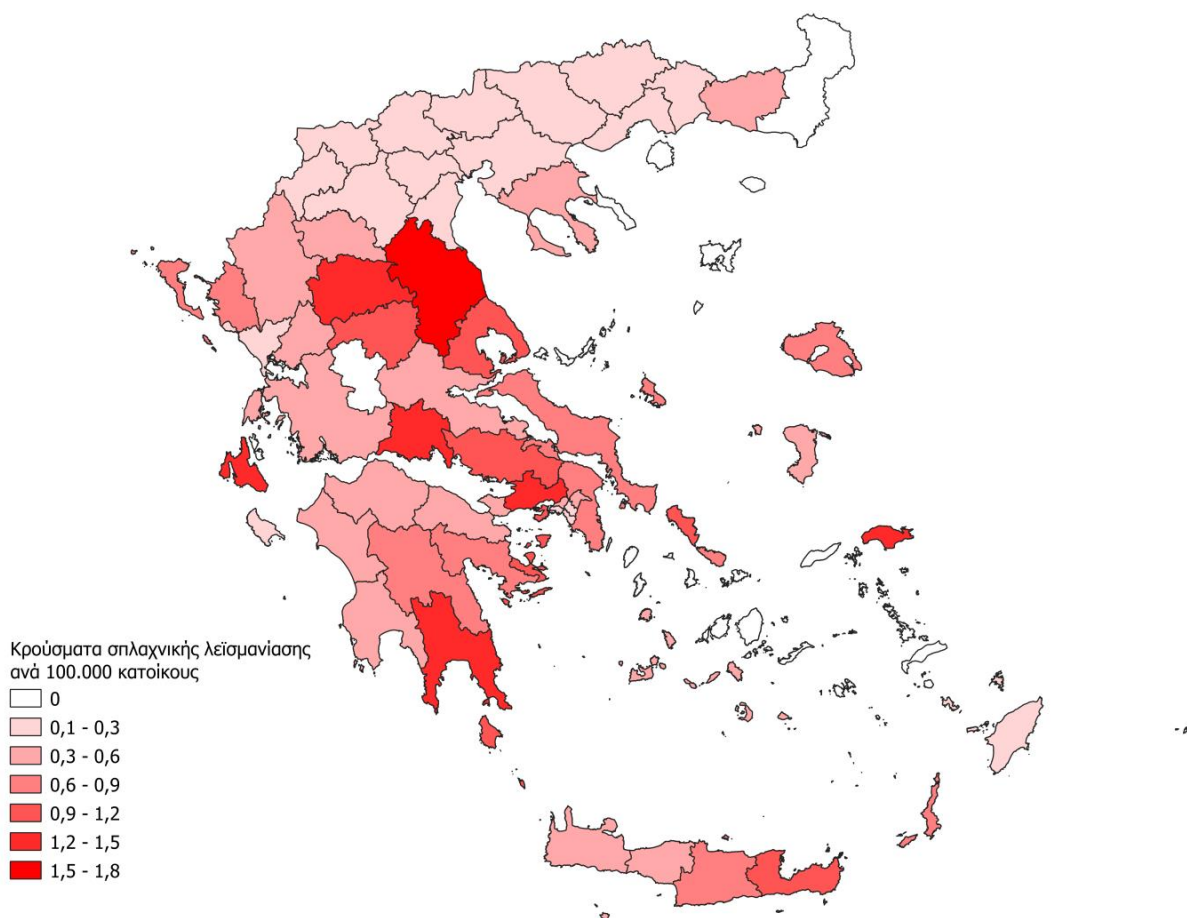 Κρούσματα σπλαχνικής λεϊσμανίασης
ανά 100.000 κατοίκους
0
0,1 - 0,3
0,3 - 0,6
0,6 - 0,9
0,9 - 1,2
1,2 - 1,5
1,5 - 1,8